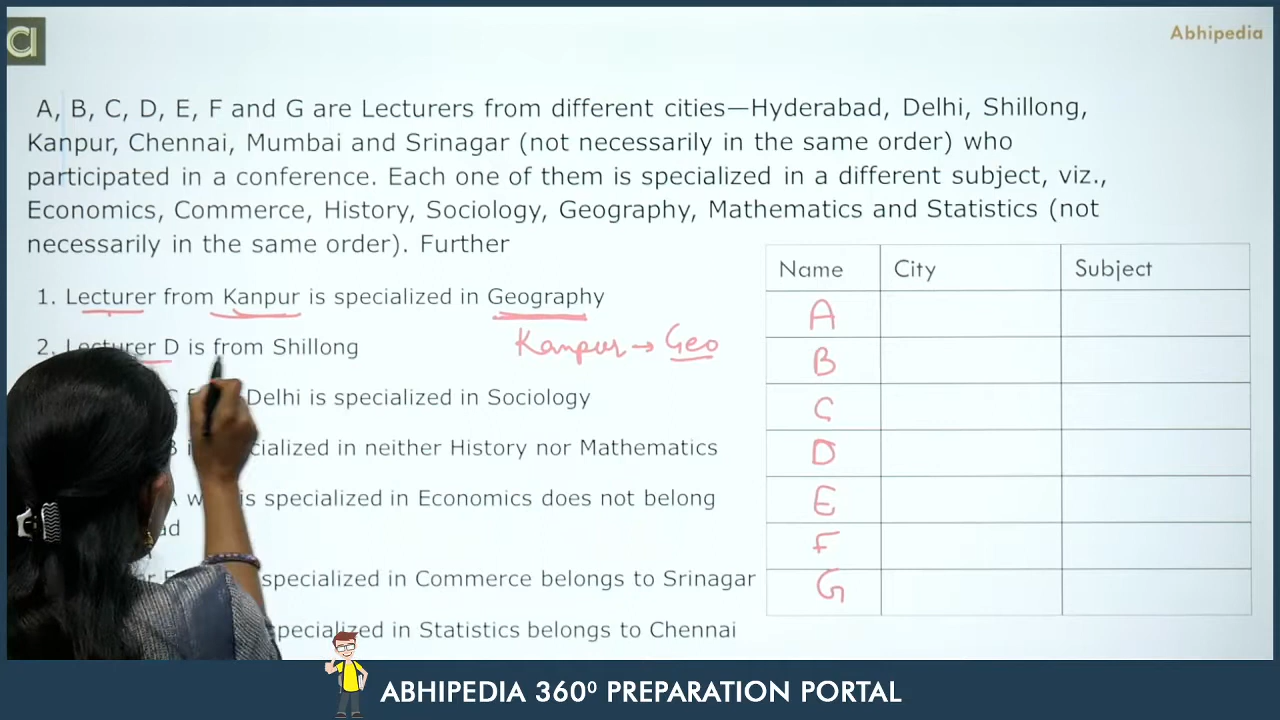 a
Abhipedia
A, B, C, D, E, F and G are Lecturers from different cities—Hyderabad, Delhi, Shillong,
Kanpur, Chennai, Mumbai and Srinagar (not necessarily in the same order) who
participated in a conference. Each one of them is specialized in a different subject, viz.,
Economics, Commerce, History, Sociology, Geography, Mathematics and Statistics (not
necessarily in the same order). Further
Name City Subject
1. Lecturer from Kanpur is specialized in Geography
A
2. Lecturer D is from Shillong
Kanpur → Geo
B
Delhi is specialized in Sociology
C
in neither History nor Mathematics
D
is specialized in Economics does not belong
E
F
specialized in Commerce belongs to Srinagar
G
specialized in Statistics belongs to Chennai
ABHIPEDIA 360⁰ PREPARATION PORTAL